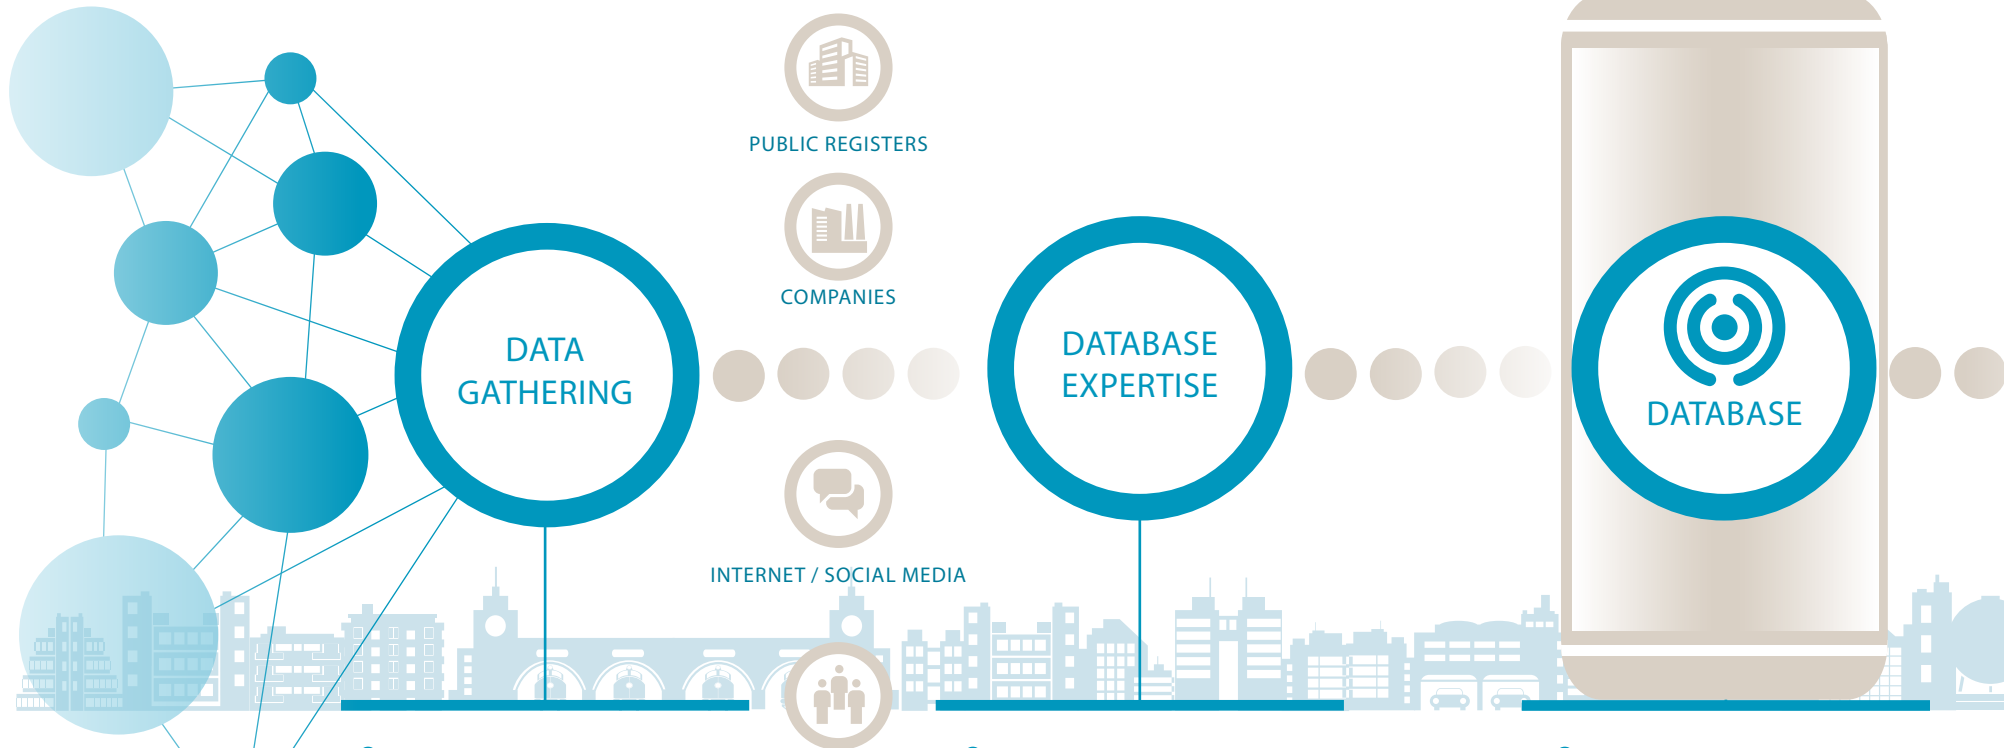 PUBLIC REGISTERS
COMPANIES
DATA
GATHERING
DATABASE
EXPERTISE
DATABASE
INTERNET / SOCIAL MEDIA